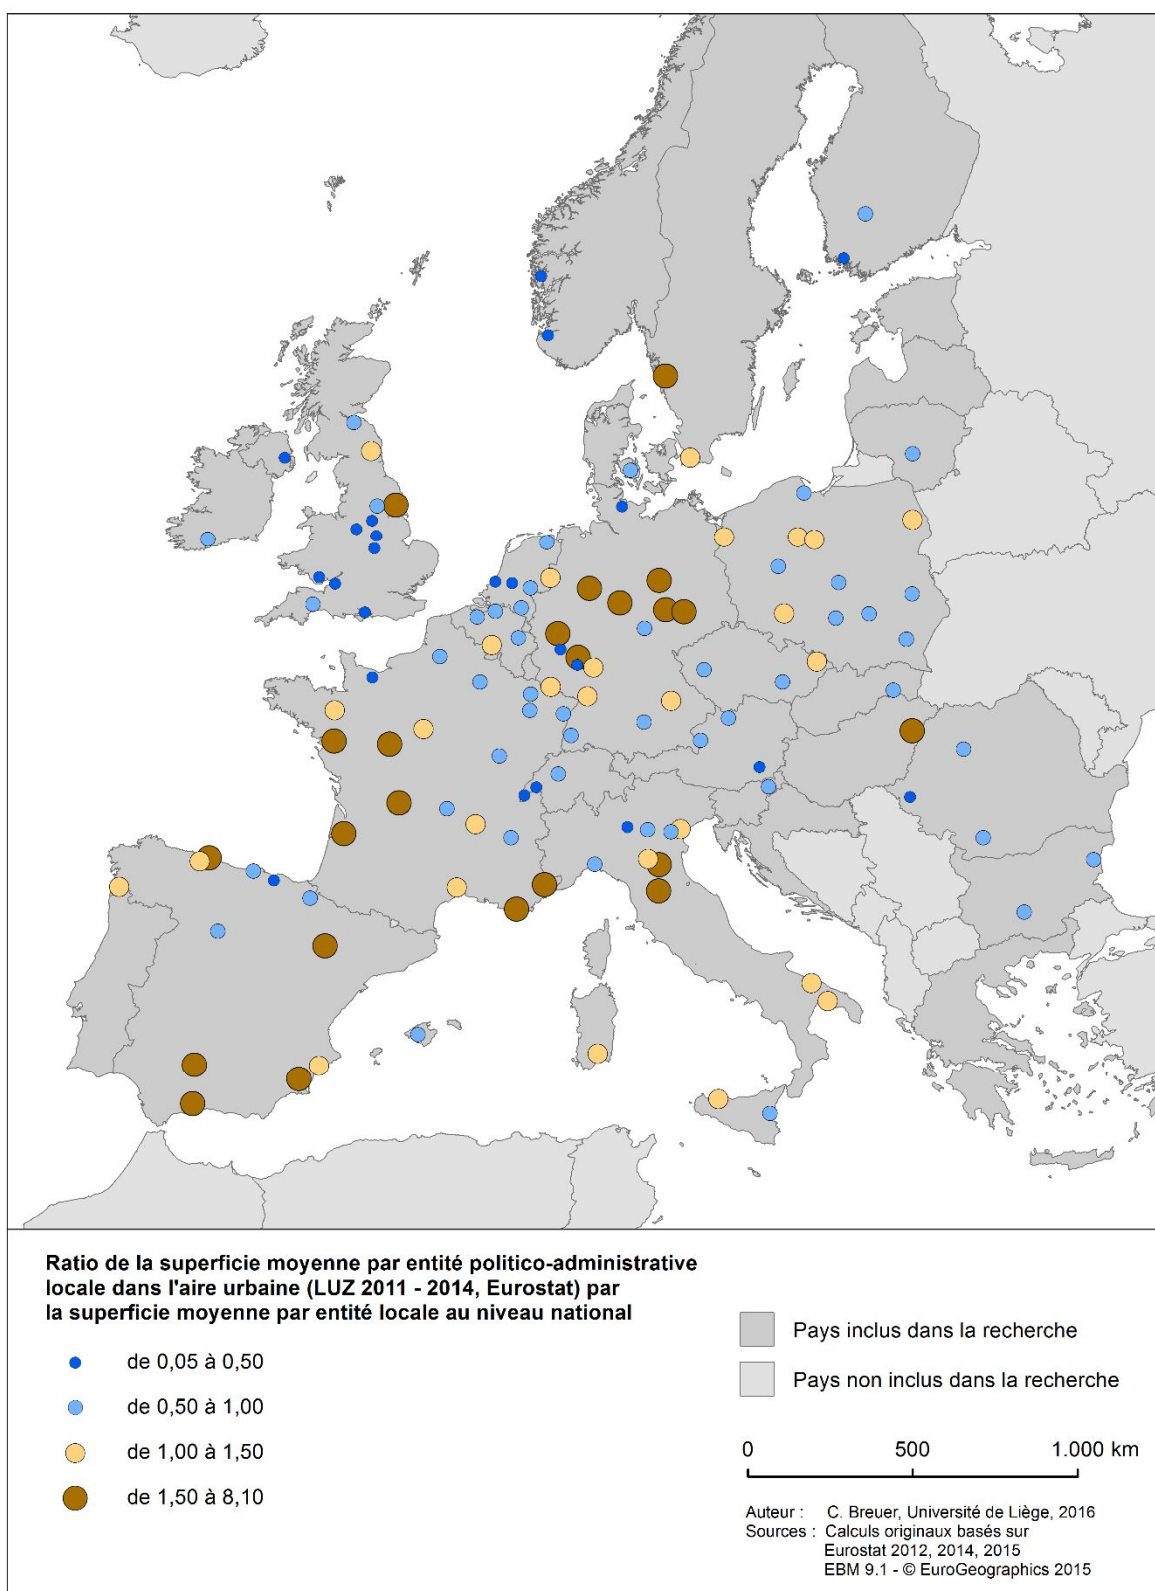 Ratio de la superficie moyenne par entité politico-administrative
locale dans l'aire urbaine (LUZ 2011 - 2014, Eurostat) par
la superficie moyenne par entité locale au niveau national
de 0,05 à 0,50
de 0,50 à 1,00
de 1,00 à 1,50
de 1,50 à 8,10
Pays inclus dans la recherche
Pays non inclus dans la recherche
0 500 1.000 km
Auteur : C. Breuer, Université de Liège, 2016
Sources : Calculs originaux basés sur
Eurostat 2012, 2014, 2015
EBM 9.1 - © EuroGeographics 2015